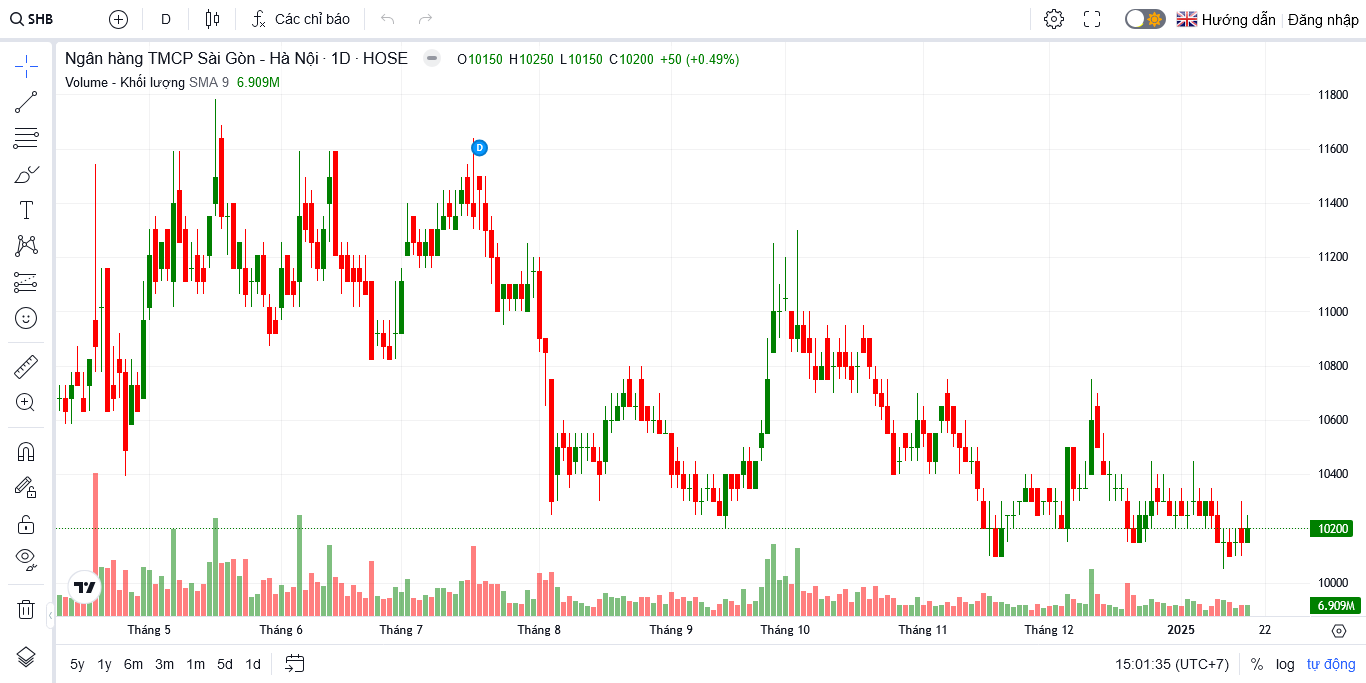 SHB D Các chỉ báo Hướng dẫn Đăng nhập
Ngân hàng TMCP Sài Gòn - Hà Nội · 1D · HOSE O10150 H10250 L10150 C10200 +50 (+0.49%)
Volume - Khối lượng SMA 9 6.909M
11800
D
11600
11400
11200
11000
10800
10600
10400
10200
10000
6.909M
Tháng 5 Tháng 6 Tháng 7 Tháng 8 Tháng 9 Tháng 10 Tháng 11 Tháng 12 2025 22
5y 1y 6m 3m 1m 5d 1d 15:01:35 (UTC+7) % log tự động